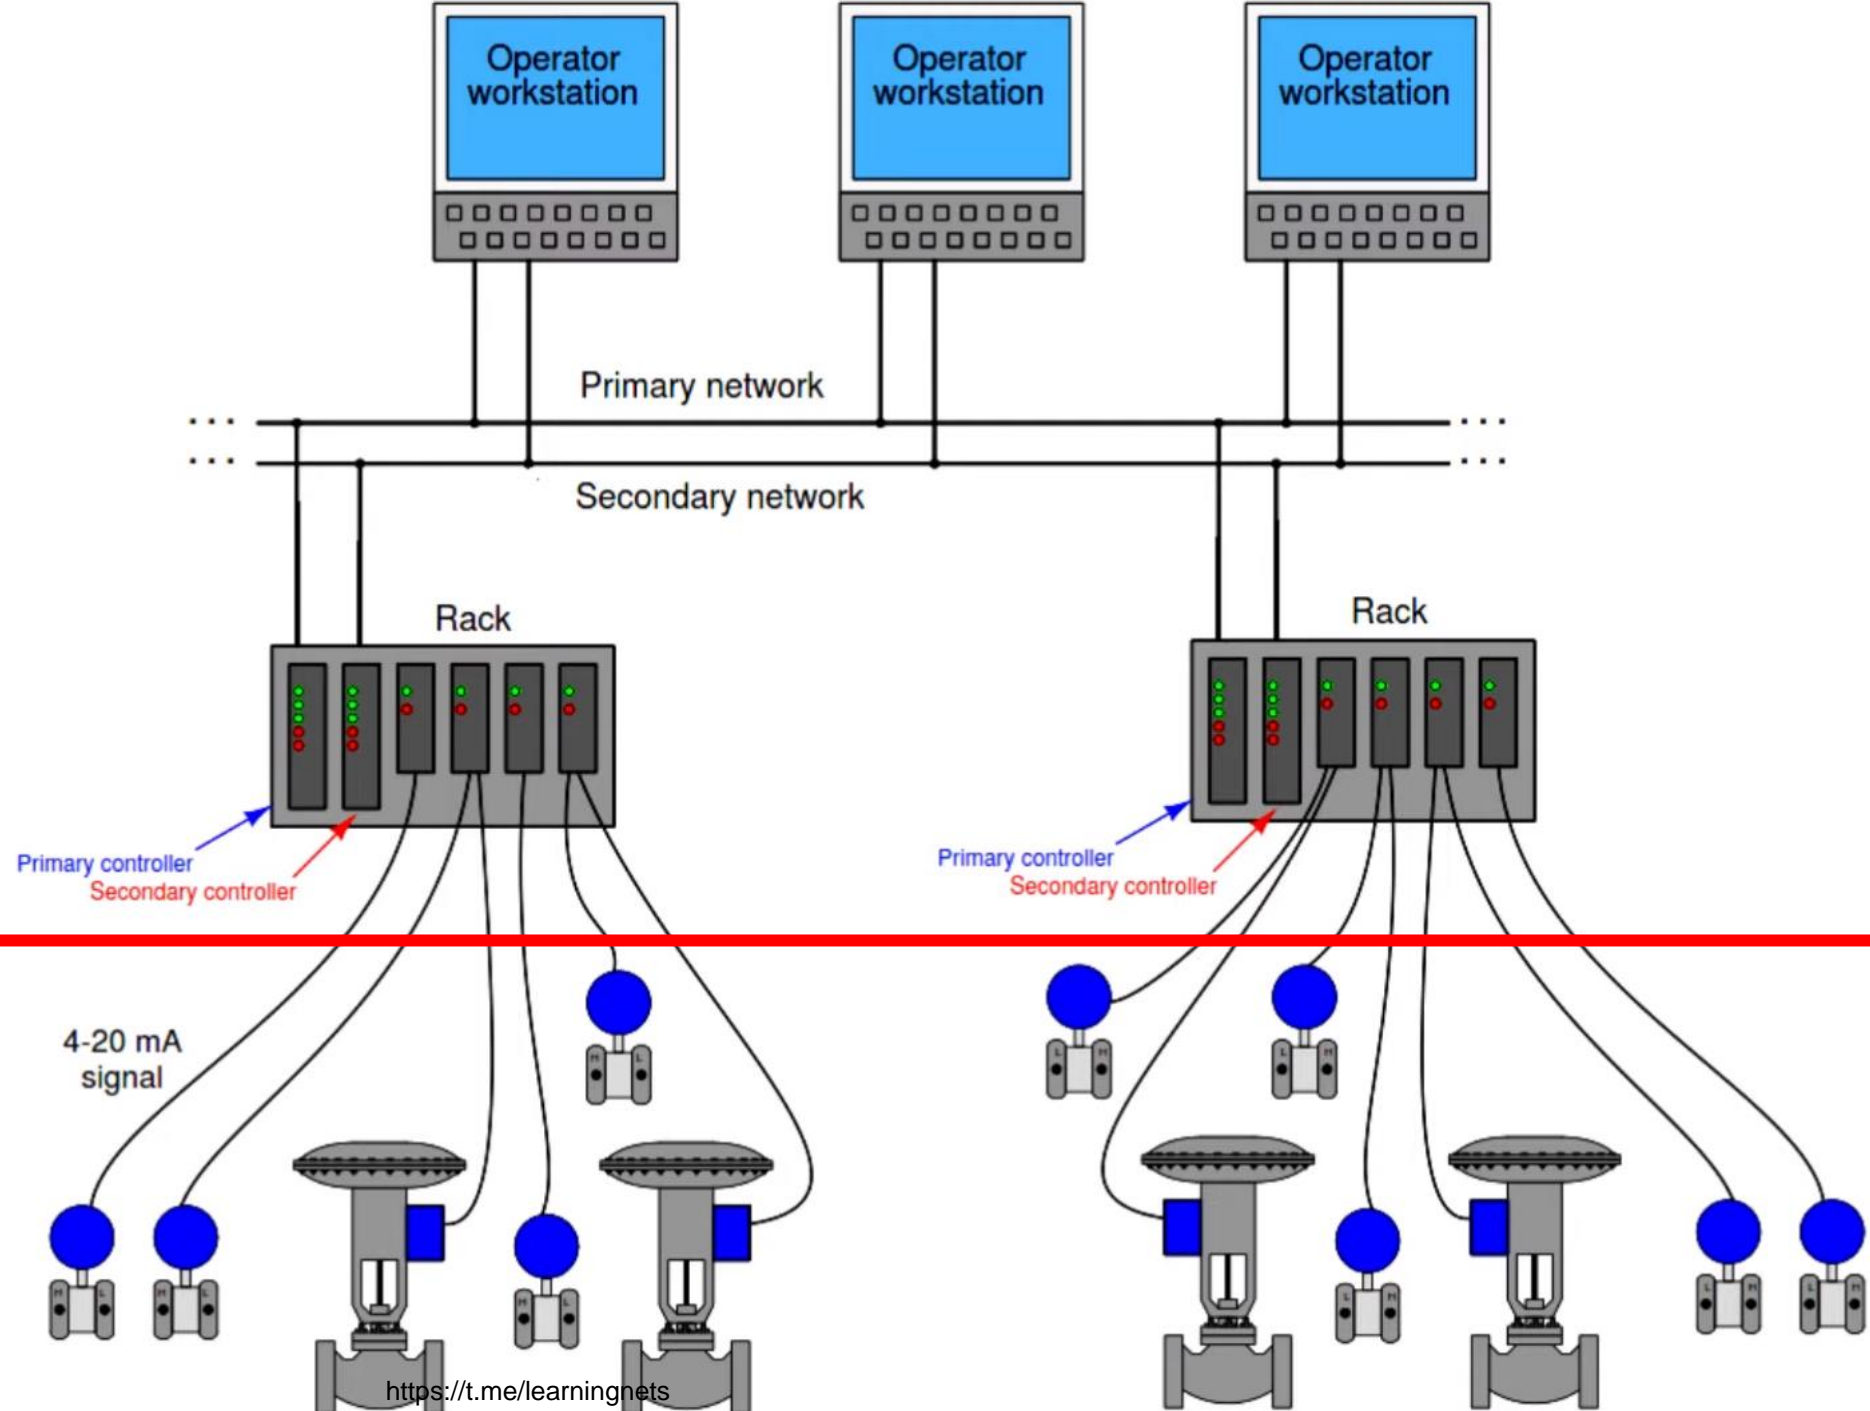 Operator
workstation
Operator
workstation
Operator
workstation
Primary network
. . .
. . .
. . .
. . .
Secondary network
Rack
Rack
Primary controller
Secondary controller
Primary controller
Secondary controller
4-20 mA
signal
H L
L H
L H
H L
H L
H L
L H
L H
L H
https://t.me/learningnets